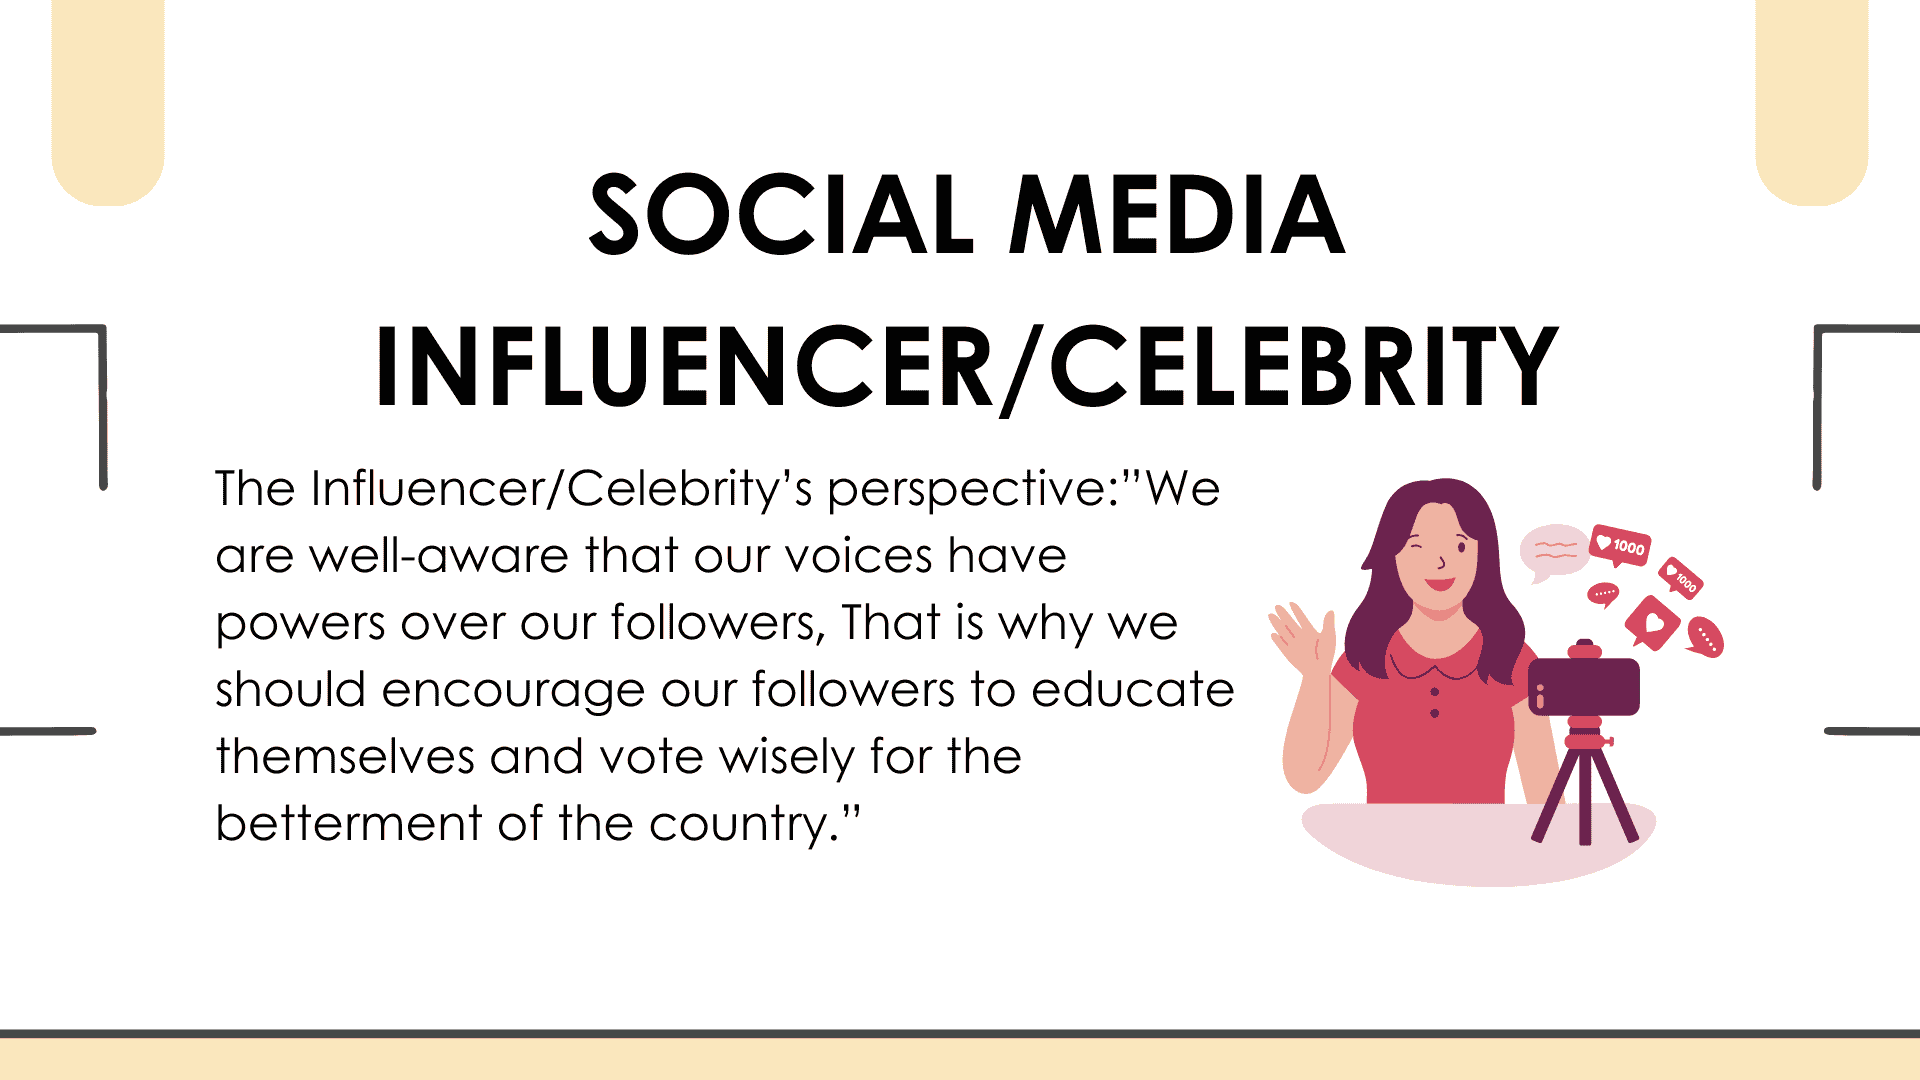 SOCIAL MEDIA
INFLUENCER/CELEBRITY
The Influencer/Celebrity’s perspective:”We
are well-aware that our voices have
powers over our followers, That is why we
should encourage our followers to educate
themselves and vote wisely for the
betterment of the country.”
1000
1000